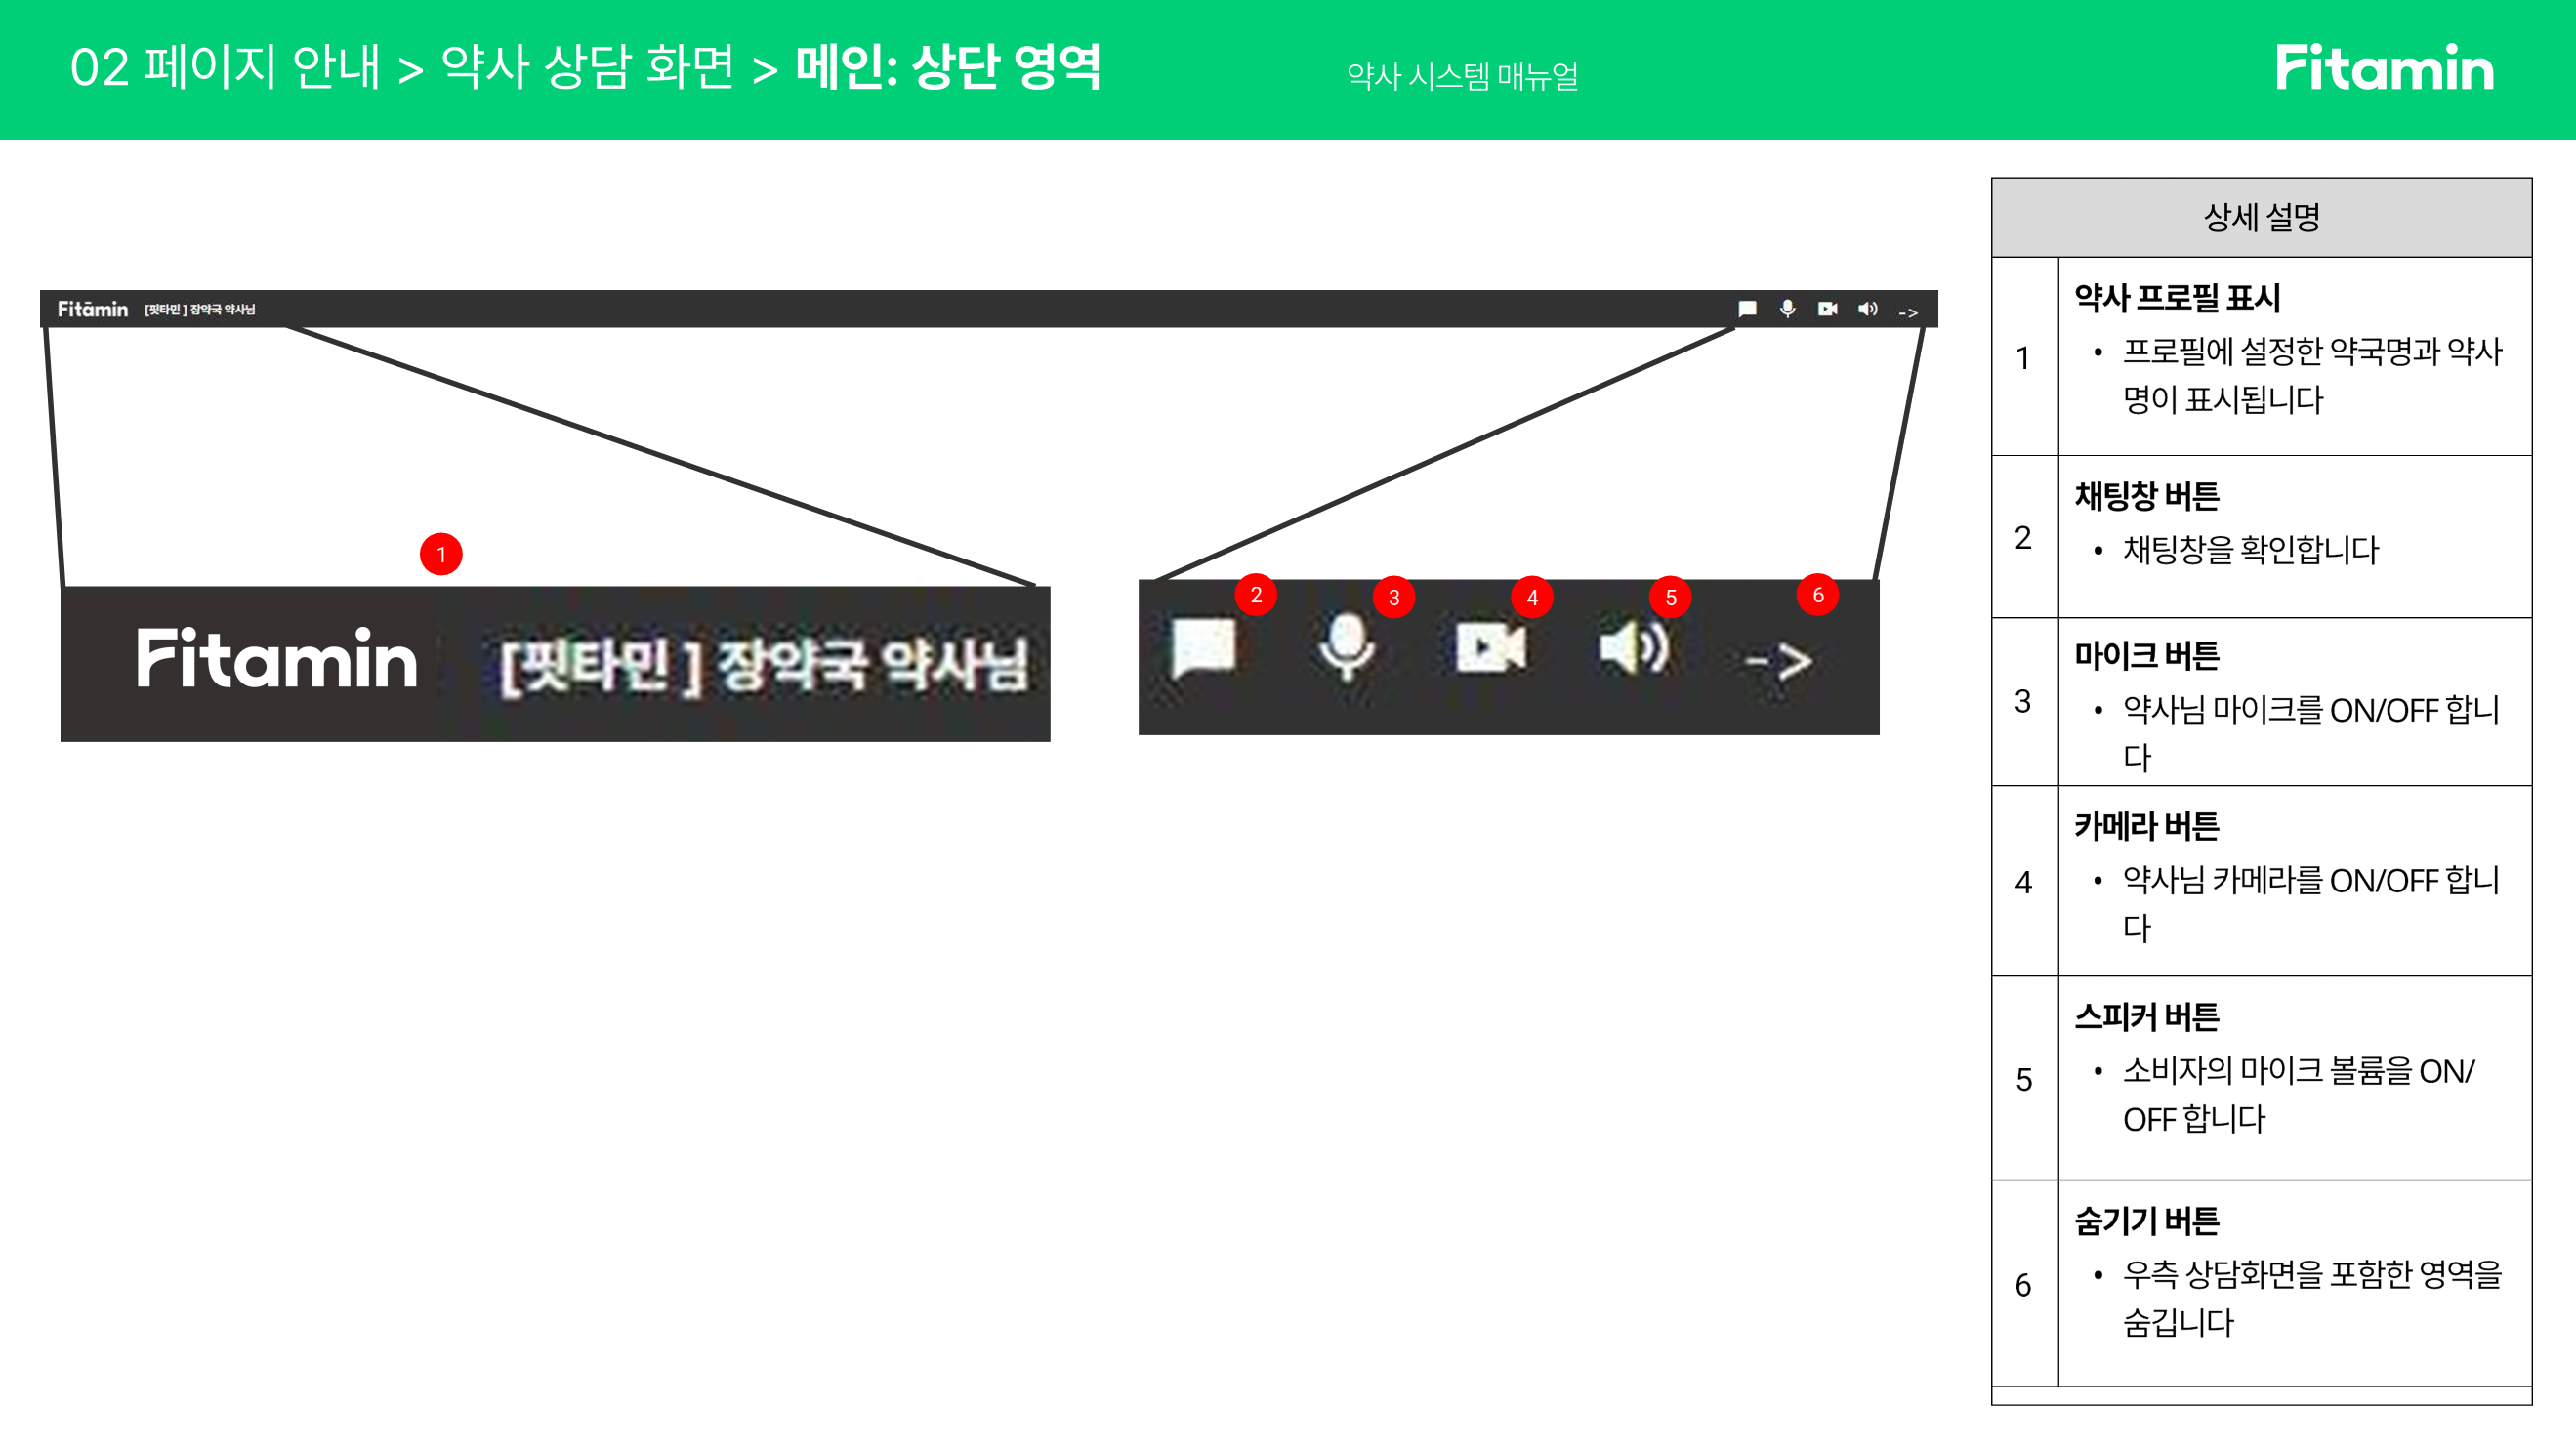 02 페이지 안내 > 약사 상담 화면 > 메인: 상단 영역
약사 시스템 매뉴얼
Fitamin
Fitāmin [핏타민 ] 장약국 약사님
->
1
Fitamin [핏타민 ] 장약국 약사님
2 3 4 5 6
->
상세 설명
1
약사 프로필 표시
• 프로필에 설정한 약국명과 약사
명이 표시됩니다
2
채팅창 버튼
• 채팅창을 확인합니다
3
마이크 버튼
• 약사님 마이크를 ON/OFF 합니
다
4
카메라 버튼
• 약사님 카메라를 ON/OFF 합니
다
5
스피커 버튼
• 소비자의 마이크 볼륨을 ON/
OFF 합니다
6
숨기기 버튼
• 우측 상담화면을 포함한 영역을
숨깁니다